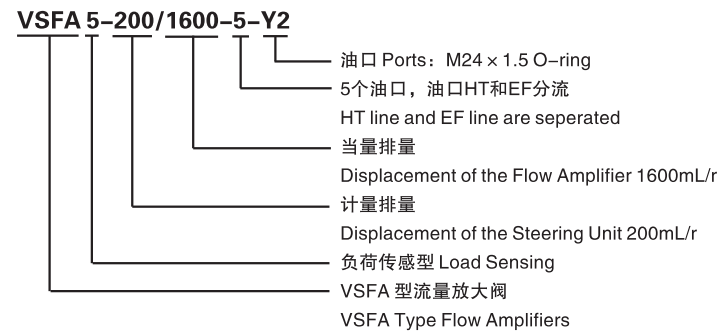 VSFA 5-200/1600-5-Y2
油口 Ports：M24×1.5 O-ring
5个油口，油口HT和EF分流
HT line and EF line are seperated
当量排量
Displacement of the Flow Amplifier 1600mL/r
计量排量
Displacement of the Steering Unit 200mL/r
负荷传感型 Load Sensing
VSFA 型流量放大阀
VSFA Type Flow Amplifiers